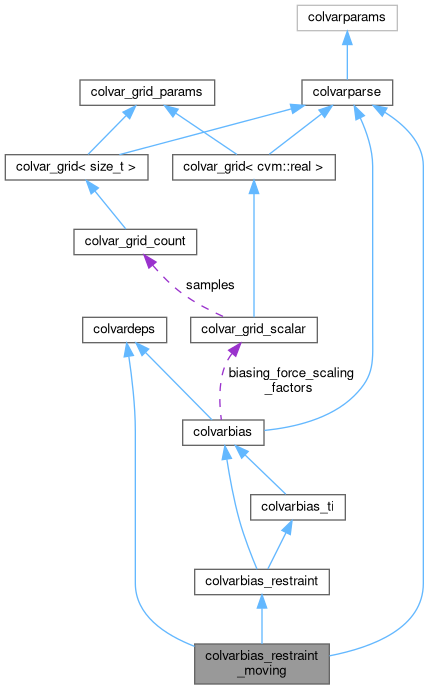 colvarparams
colvar_grid_params
colvarparse
colvar_grid< size_t >
colvar_grid< cvm::real >
colvar_grid_count
samples
colvardeps
colvar_grid_scalar
biasing_force_scaling
_factors
colvarbias
colvarbias_ti
colvarbias_restraint
colvarbias_restraint
_moving